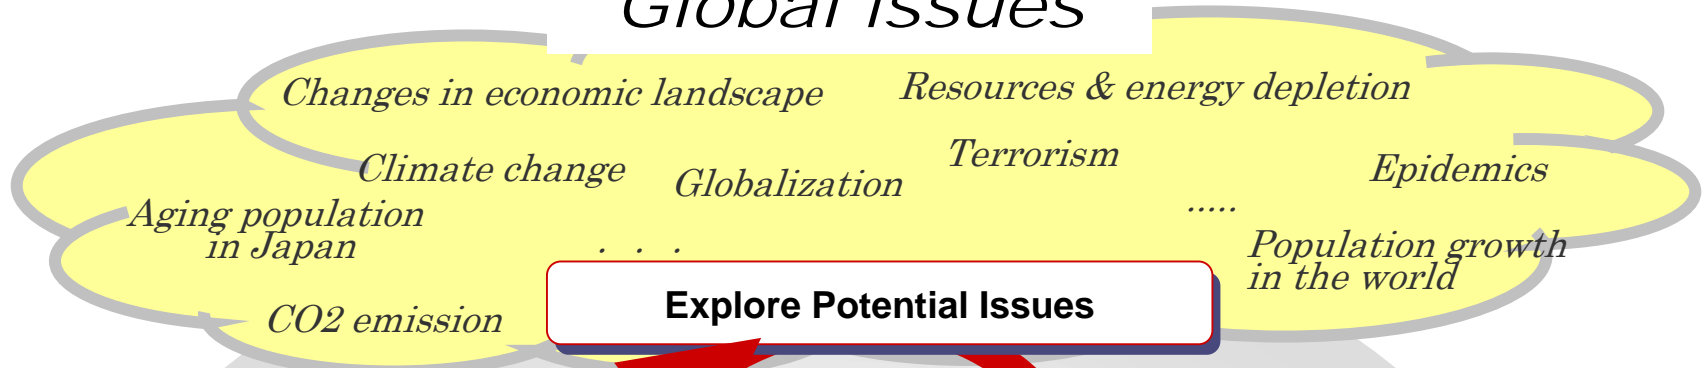 Global Issues
Changes in economic landscape
Resources & energy depletion
Climate change
Globalization
Terrorism
Epidemics
.....
Aging population
in Japan
. . .
Population growth
in the world
Explore Potential Issues
CO2 emission